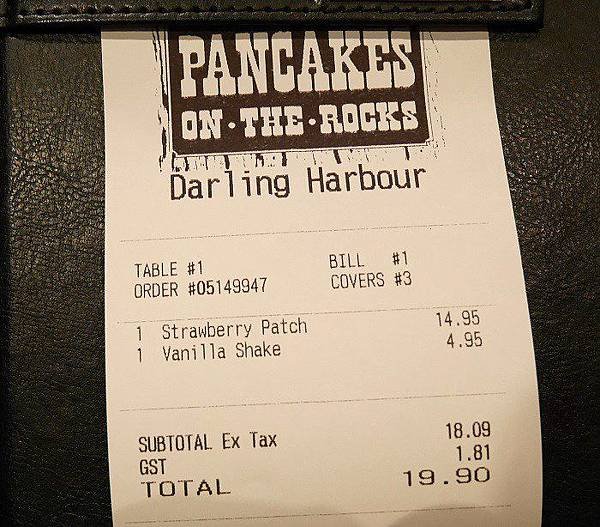 PANCAKES
ON·THE·ROCKS
Darling Harbour
TABLE #1 BILL #1
ORDER #05149947 COVERS #3
1 Strawberry Patch 14.95
1 Vanilla Shake 4.95
SUBTOTAL Ex Tax 18.09
GST 1.81
TOTAL 19.90